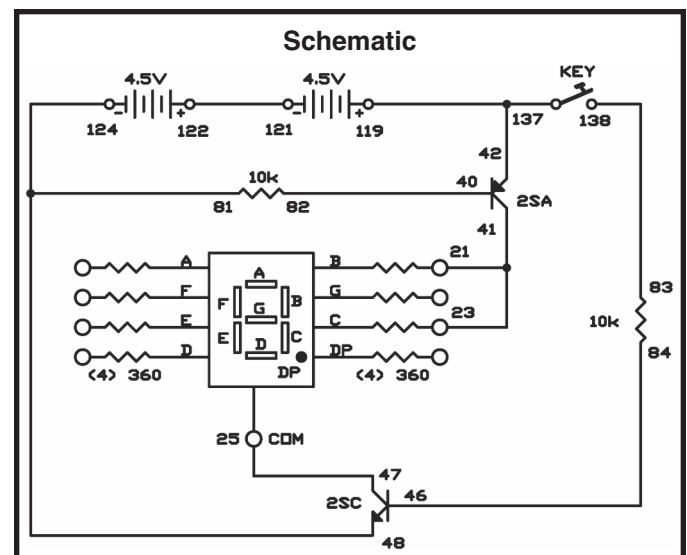 Schematic
4.5V 4.5V KEY
124 - + 122 121 - + 119 137 138
42
10k 40
81 82 2SA
41
21
A B
F G 83
E C 23
D DP 10k
84
A
F G B
E D C
DP
(4) 360 (4) 360
25 COM
47
2SC 46
48